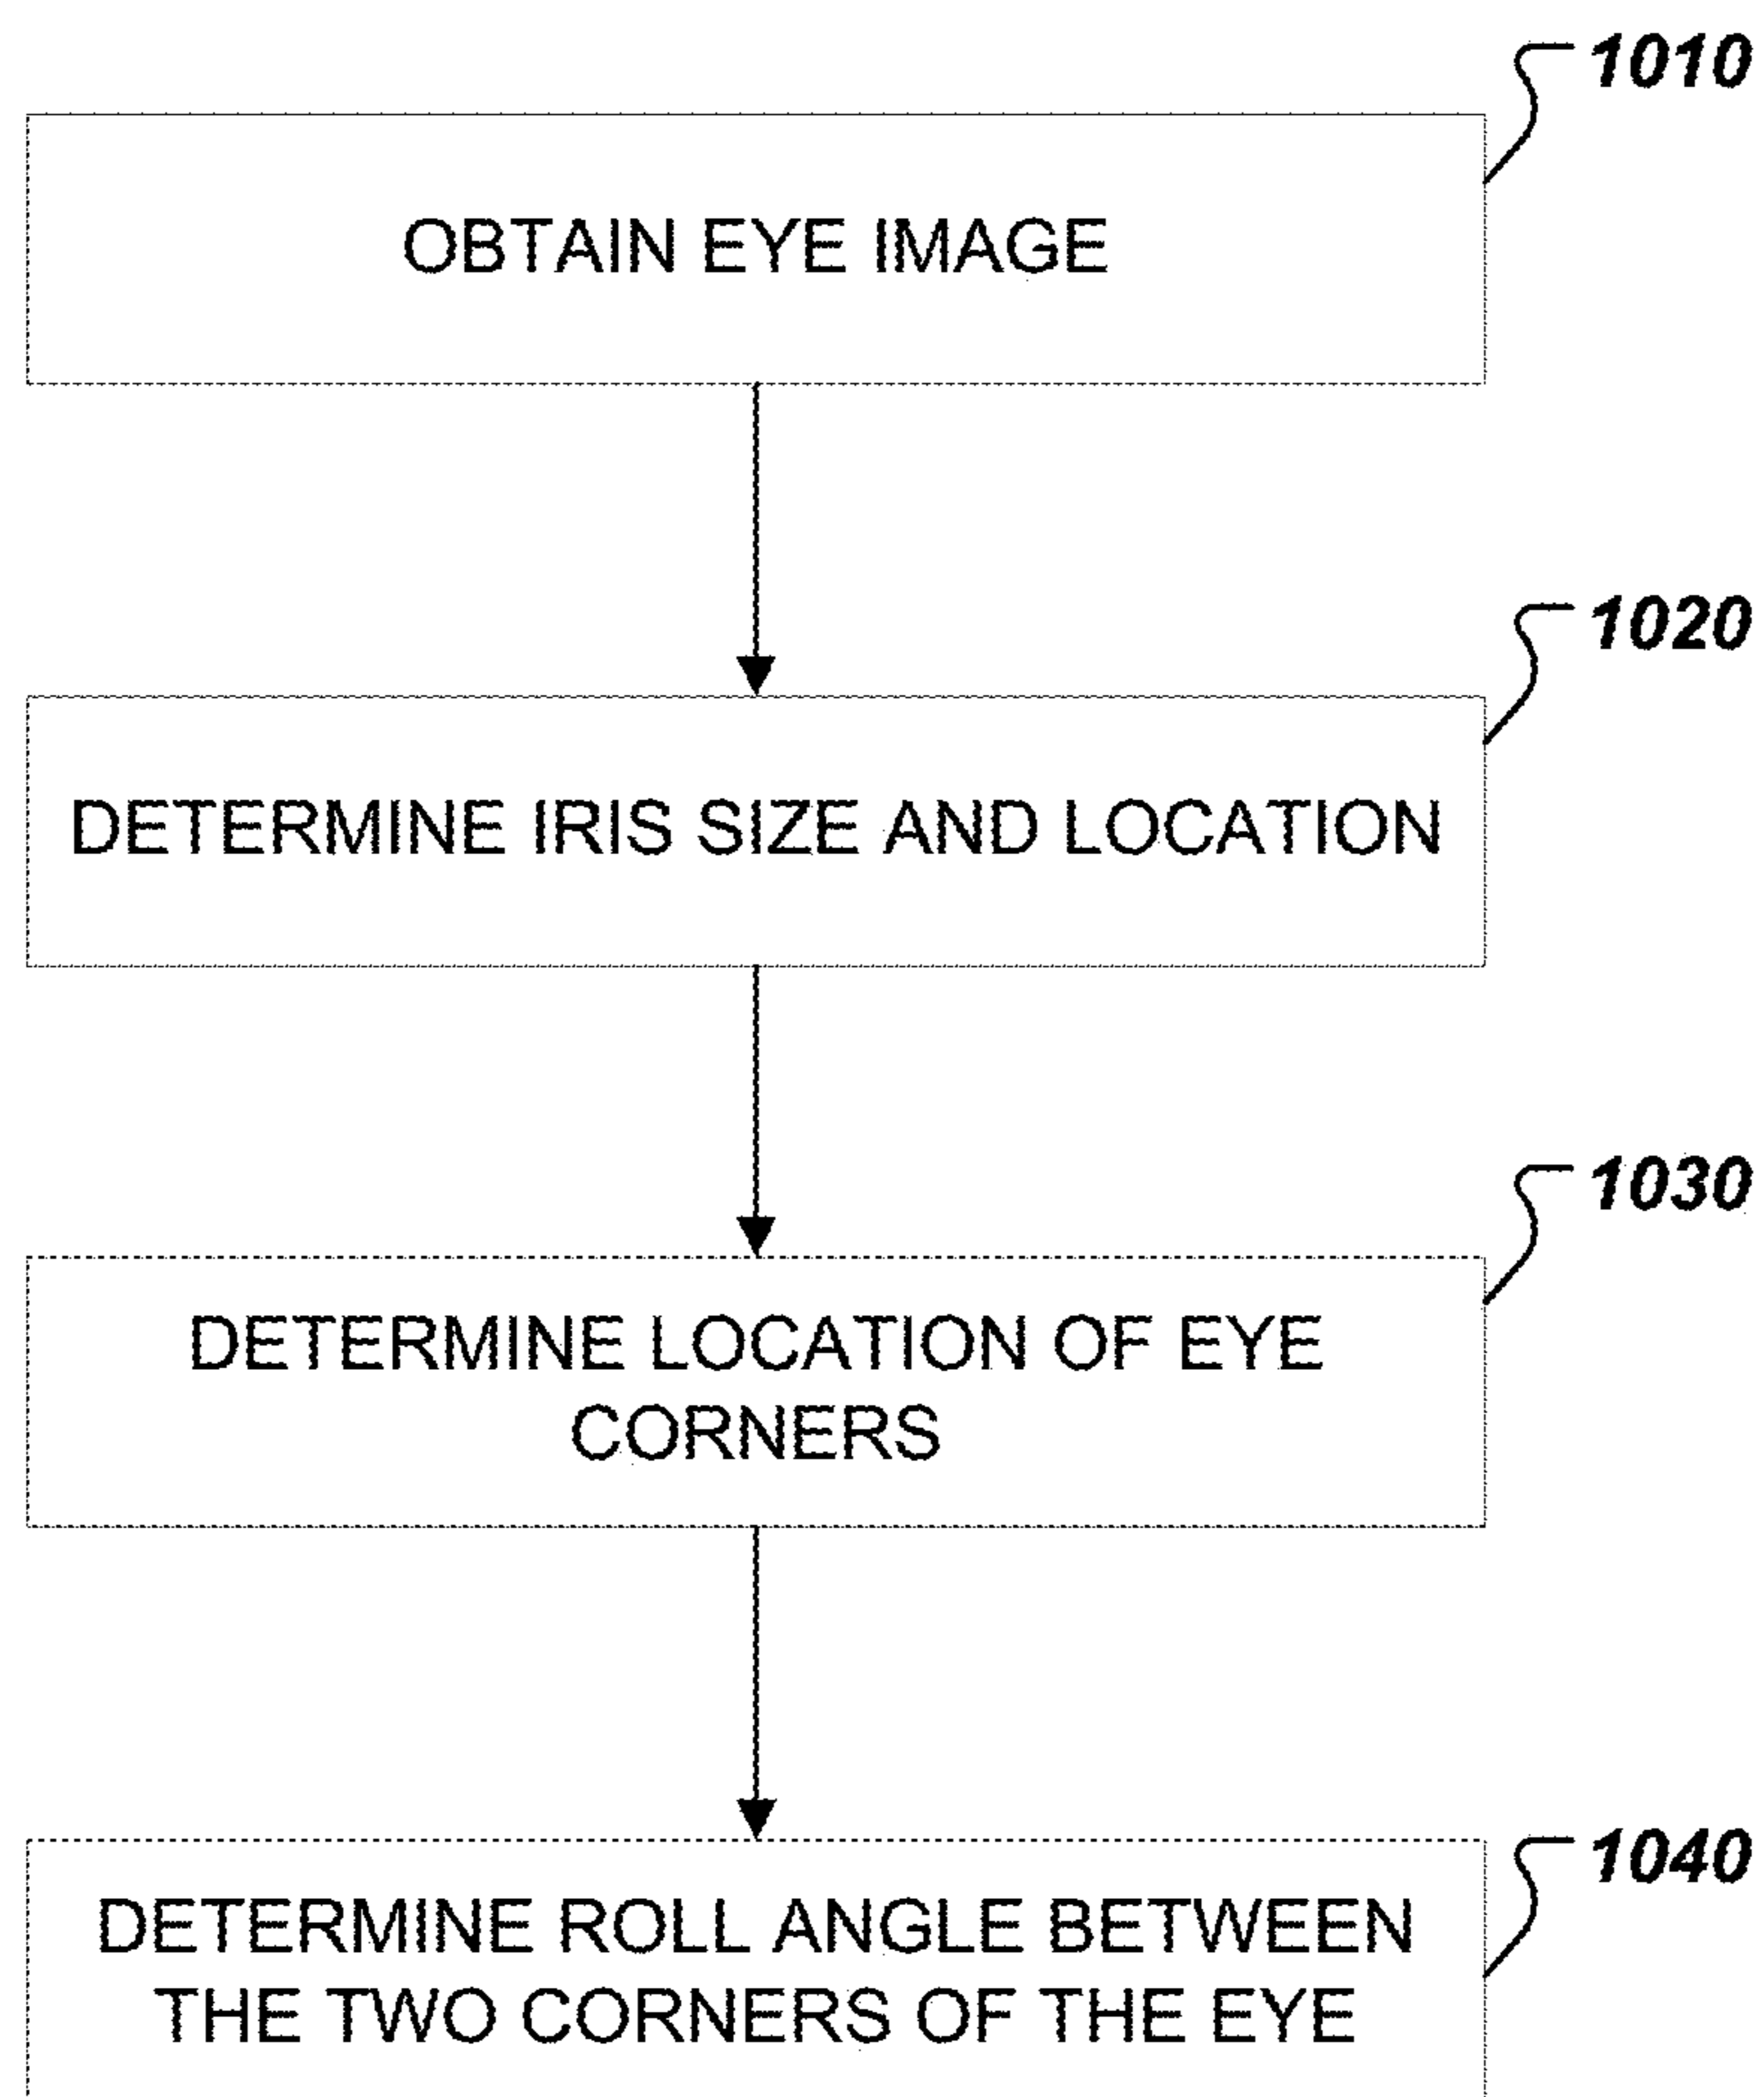 1010
OBTAIN EYE IMAGE
1020
DETERMINE IRIS SIZE AND LOCATION
1030
DETERMINE LOCATION OF EYE
CORNERS
1040
DETERMINE ROLL ANGLE BETWEEN
THE TWO CORNERS OF THE EYE